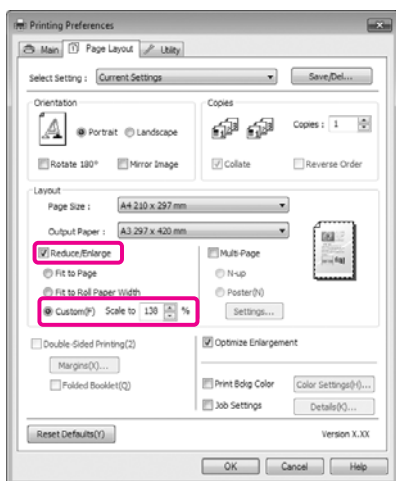 Printing Preferences
Main Page Layout Utility
Select Setting : Current Settings Save/Del...
Orientation Copies
Portrait Landscape Copies : 1
Rotate 180° Mirror Image Collate Reverse Order
Layout
Page Size : A4 210 x 297 mm
Output Paper : A3 297 x 420 mm
Reduce/Enlarge Multi-Page
Fit to Page N-up
Fit to Roll Paper Width Poster(N)
Custom(F) Scale to 138 % Settings...
Double-Sided Printing(2) Optimize Enlargement
Margins(X)...
Folded Booklet(Q) Print Bdkg Color Color Settings(H)...
Job Settings Details(K)...
Reset Defaults(Y) Version X.XX
OK Cancel Help